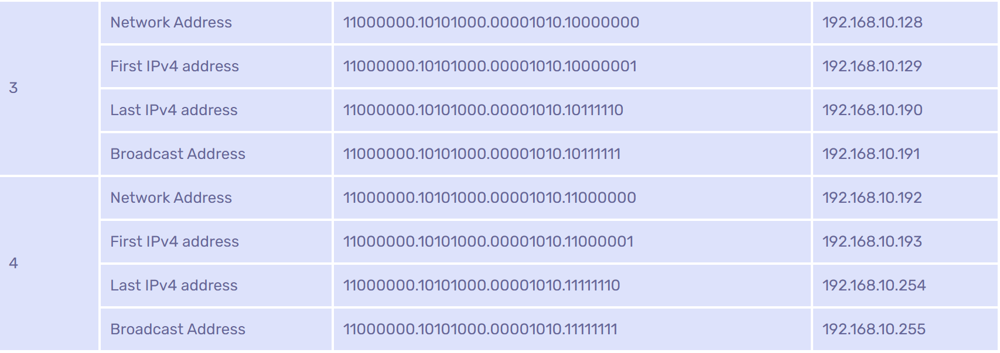 3
Network Address 11000000.10101000.00001010.10000000 192.168.10.128
First IPv4 address 11000000.10101000.00001010.10000001 192.168.10.129
Last IPv4 address 11000000.10101000.00001010.10111110 192.168.10.190
Broadcast Address 11000000.10101000.00001010.10111111 192.168.10.191
4
Network Address 11000000.10101000.00001010.11000000 192.168.10.192
First IPv4 address 11000000.10101000.00001010.11000001 192.168.10.193
Last IPv4 address 11000000.10101000.00001010.11111110 192.168.10.254
Broadcast Address 11000000.10101000.00001010.11111111 192.168.10.255